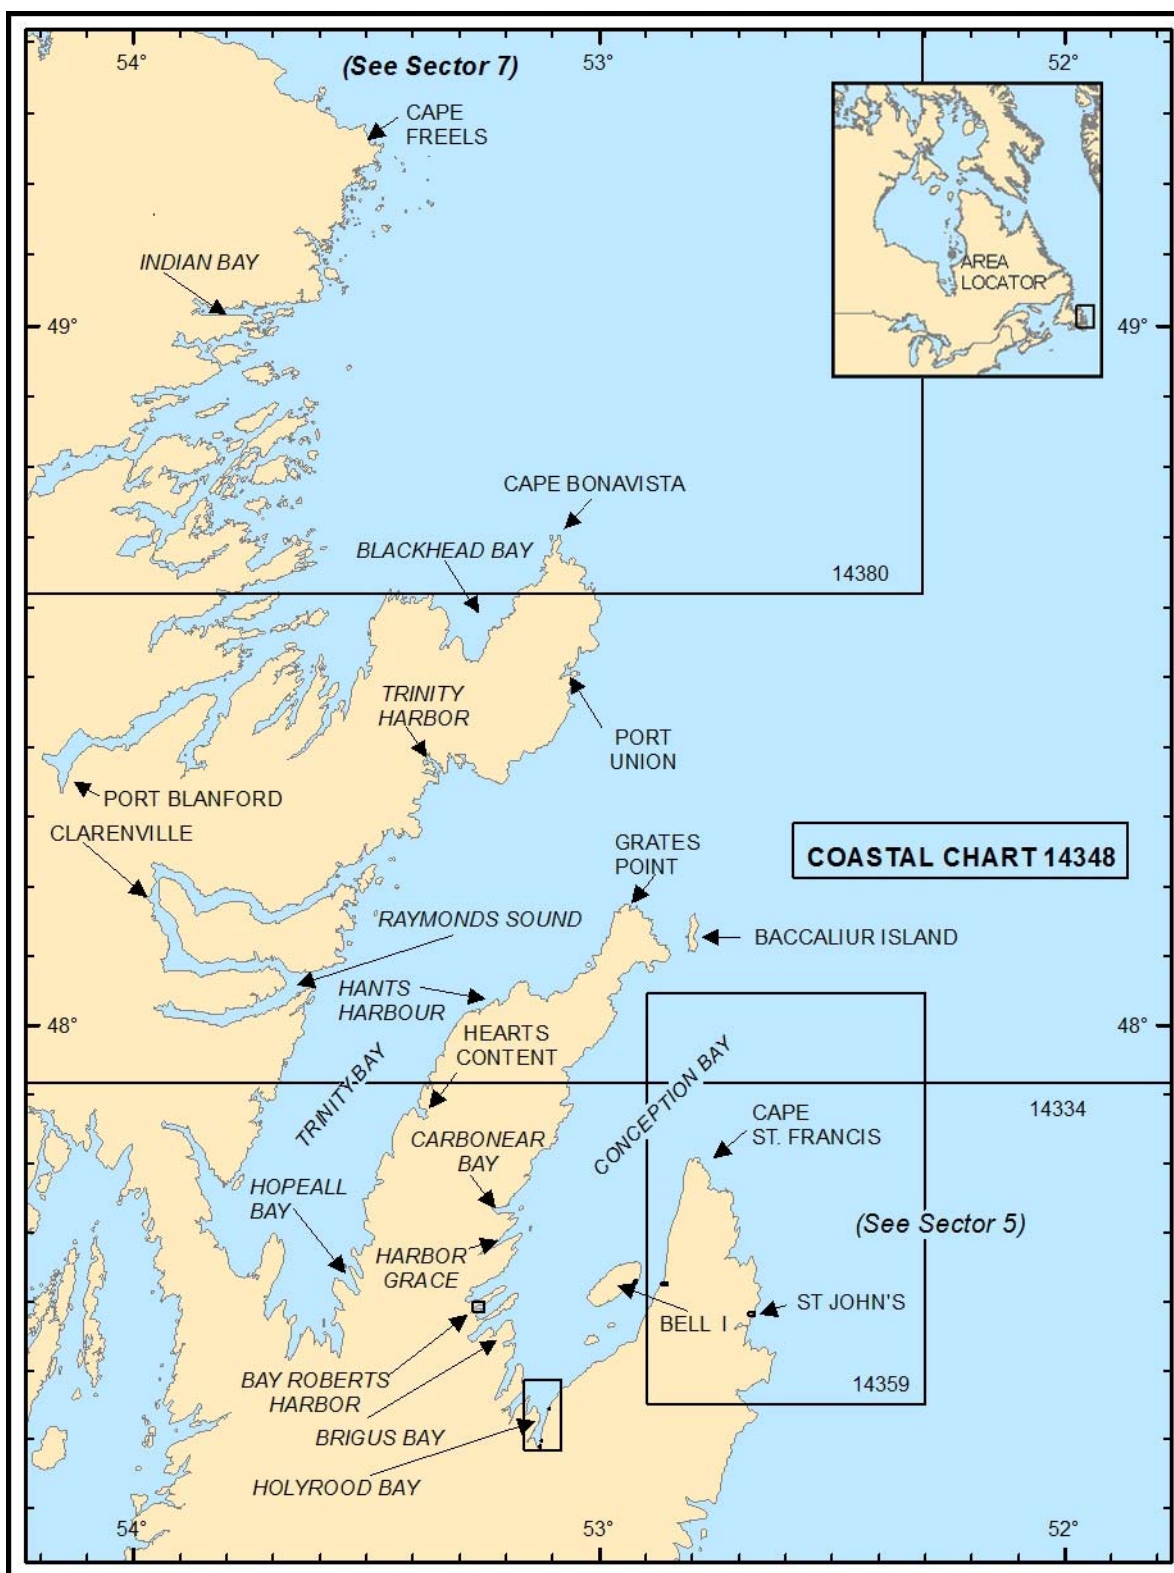 54°
53°
52°
(See Sector 7)
CAPE
FREELS
INDIAN BAY
AREA
LOCATOR
49°
49°
CAPE BONAVISTA
BLACKHEAD BAY
14380
TRINITY
HARBOR
PORT
UNION
PORT BLANFORD
CLARENVILLE
GRATES
POINT
COASTAL CHART 14348
RAYMONDS SOUND
BACCALIUR ISLAND
HANTS
HARBOUR
48°
48°
HEARTS
CONTENT
TRINITY BAY
CONCEPTION BAY
14334
CAPE
ST. FRANCIS
CARBONEAR
BAY
HOPEALL
BAY
(See Sector 5)
HARBOR
GRACE
ST JOHN'S
BELL I
BAY ROBERTS
HARBOR
14359
BRIGUS BAY
HOLYROOD BAY
54°
53°
52°